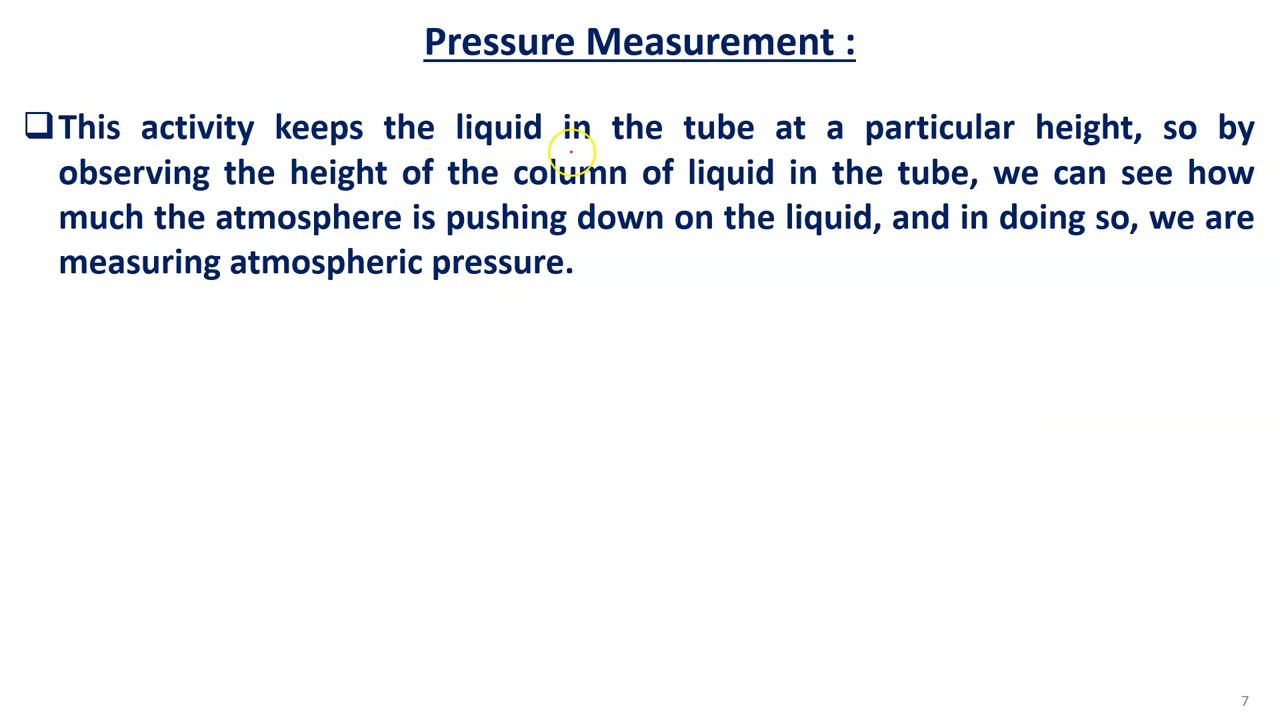 Pressure Measurement :
This activity keeps the liquid in the tube at a particular height, so by
observing the height of the column of liquid in the tube, we can see how
much the atmosphere is pushing down on the liquid, and in doing so, we are
measuring atmospheric pressure.
7